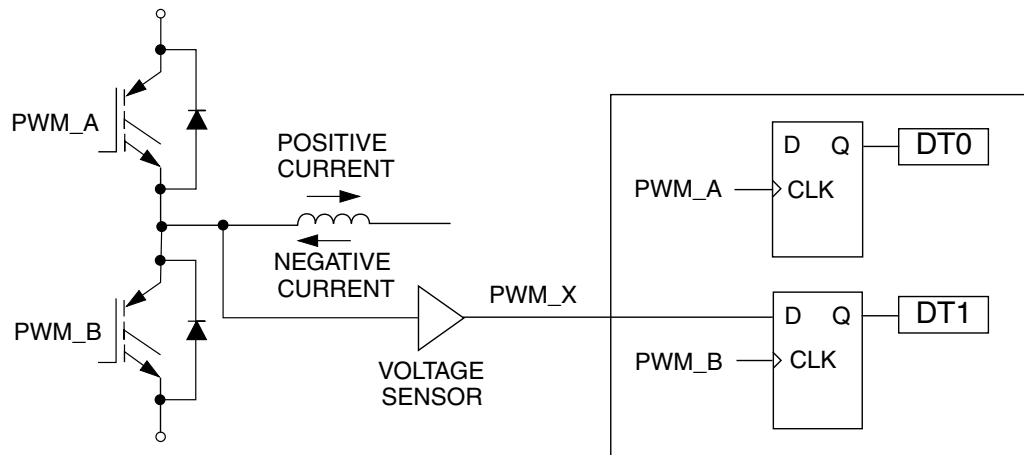 PWM_A
POSITIVE
CURRENT
NEGATIVE
CURRENT
PWM_B
VOLTAGE
SENSOR
PWM_X
D Q
DT0
PWM_A
CLK
D Q
DT1
PWM_B
CLK